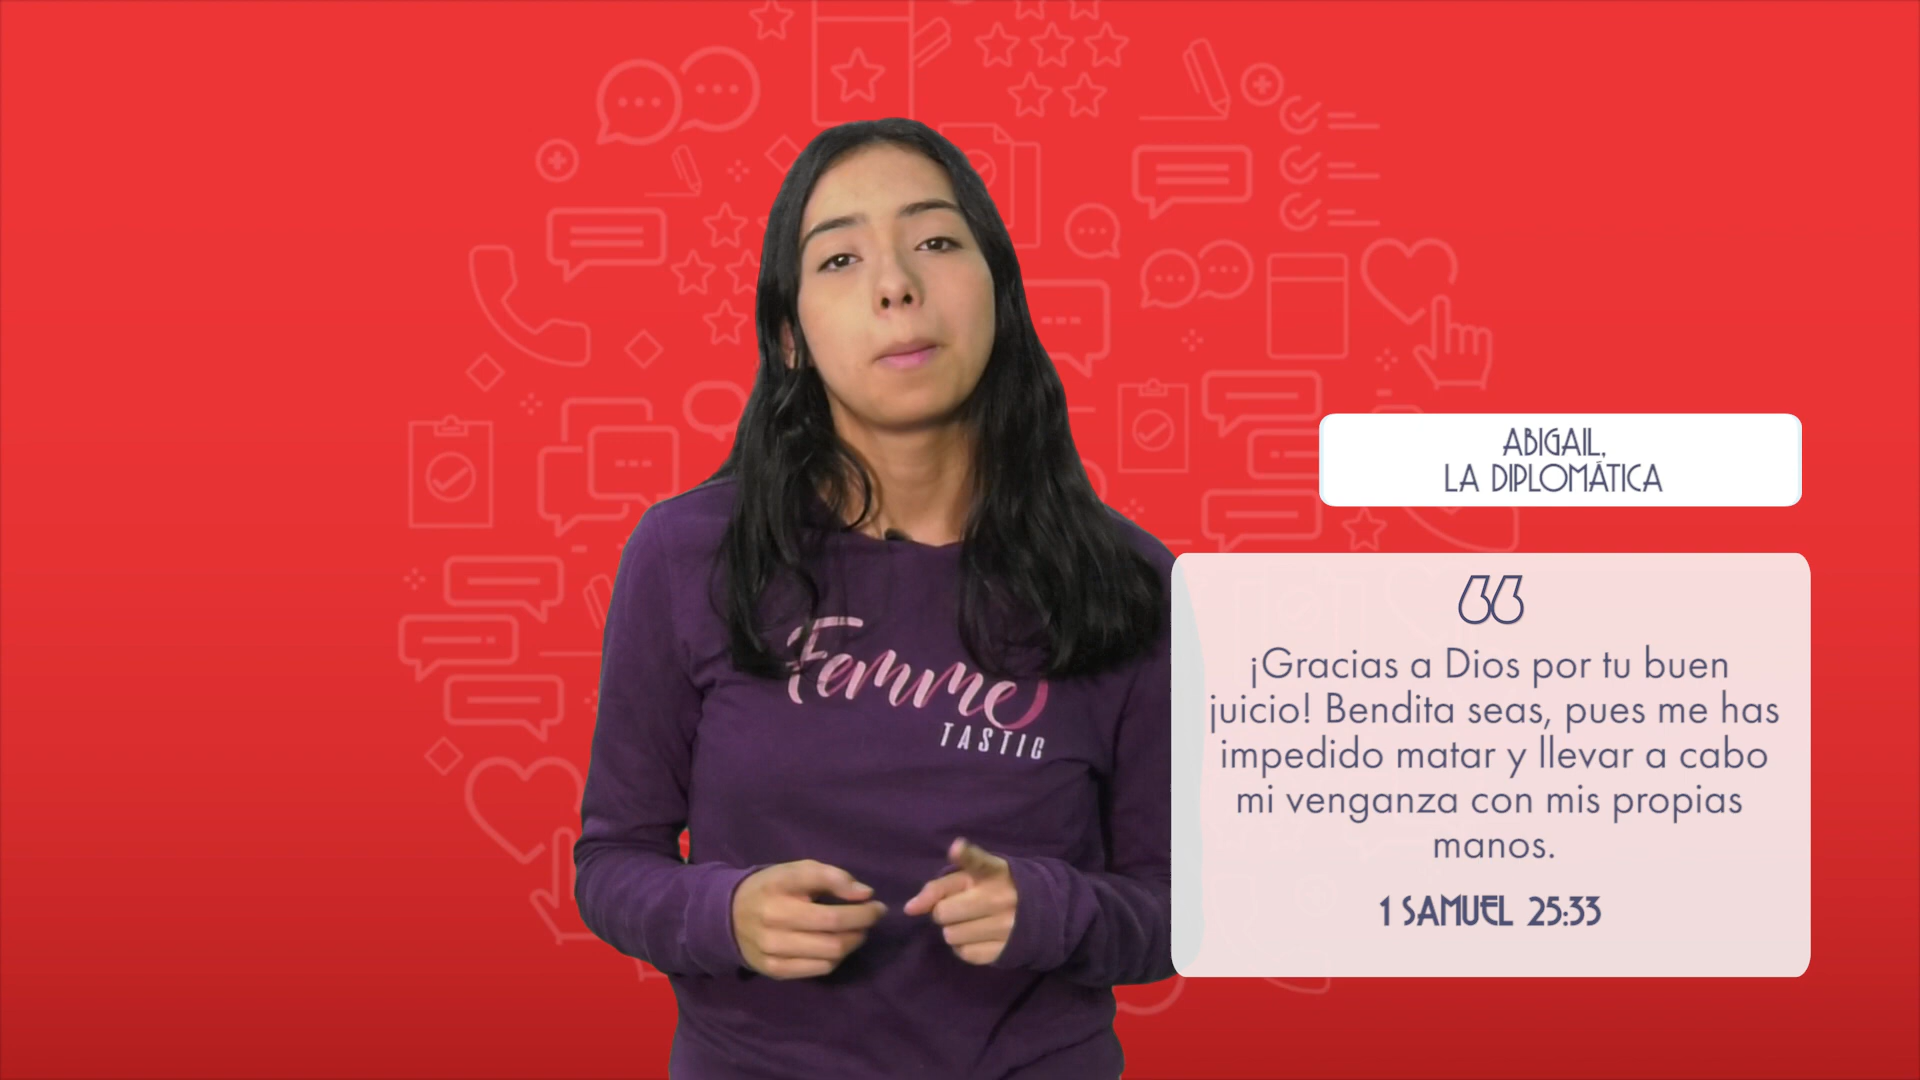 Femme
TASTIC
ABIGAIL,
LA DIPLOMÁTICA
¡Gracias a Dios por tu buen
juicio! Bendita seas, pues me has
impedido matar y llevar a cabo
mi venganza con mis propias
manos.
1 SAMUEL 25:33